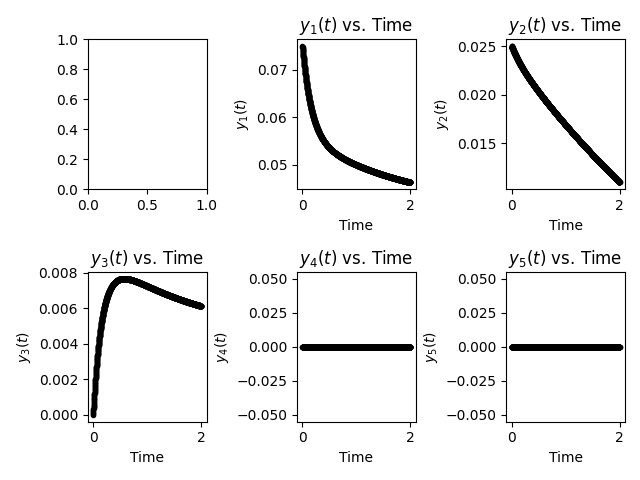 1.0
0.8
0.6
0.4
0.2
0.0
0.0 0.5 1.0
y₁(t) vs. Time
y₁(t)
0.07
0.06
0.05
0 2
Time
y₂(t) vs. Time
y₂(t)
0.025
0.020
0.015
0 2
Time
y₃(t) vs. Time
y₃(t)
0.008
0.006
0.004
0.002
0.000
0 2
Time
y₄(t) vs. Time
y₄(t)
0.050
0.025
0.000
−0.025
−0.050
0 2
Time
y₅(t) vs. Time
y₅(t)
0.050
0.025
0.000
−0.025
−0.050
0 2
Time